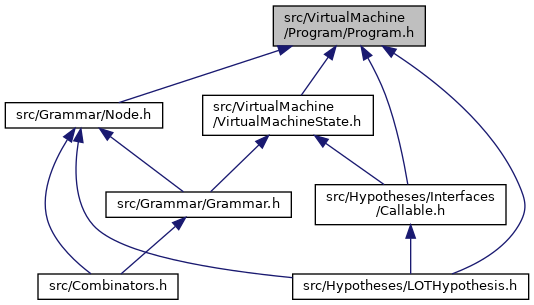 src/VirtualMachine
/Program/Program.h
src/Grammar/Node.h
src/VirtualMachine
/VirtualMachineState.h
src/Grammar/Grammar.h
src/Hypotheses/Interfaces
/Callable.h
src/Combinators.h
src/Hypotheses/LOTHypothesis.h